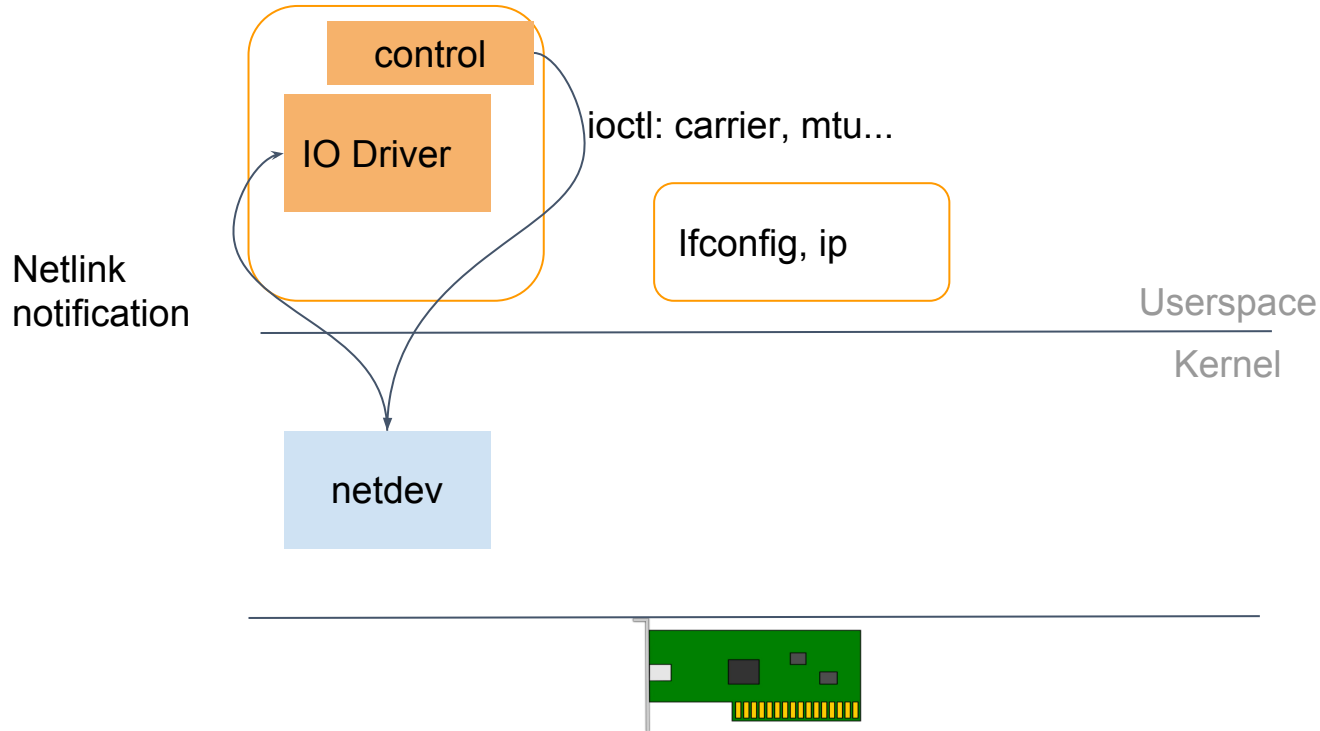 control
IO Driver
ioctl: carrier, mtu...
Ifconfig, ip
Netlink
notification
Userspace
Kernel
netdev